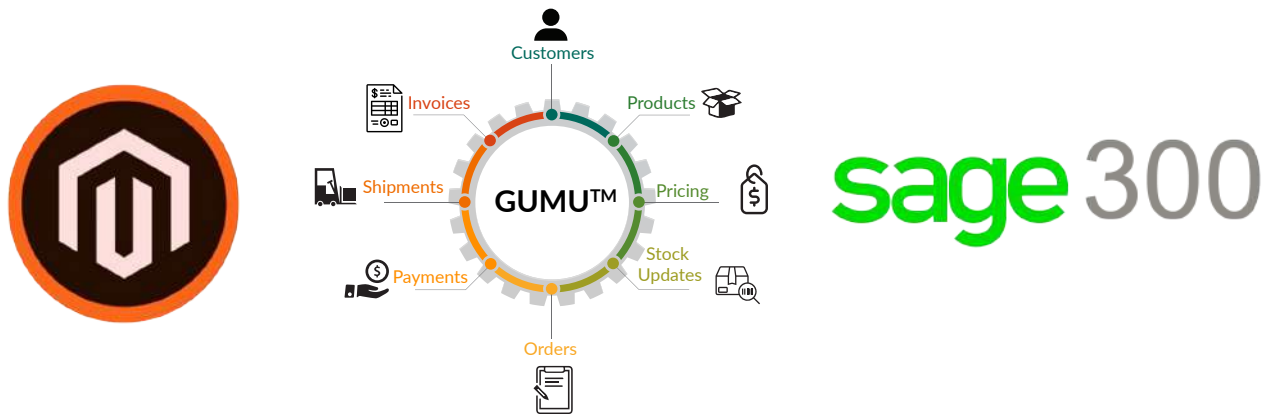 Customers
Invoices
Products
Shipments
GUMU™
Pricing
Payments
Stock
Updates
Orders
sage 300